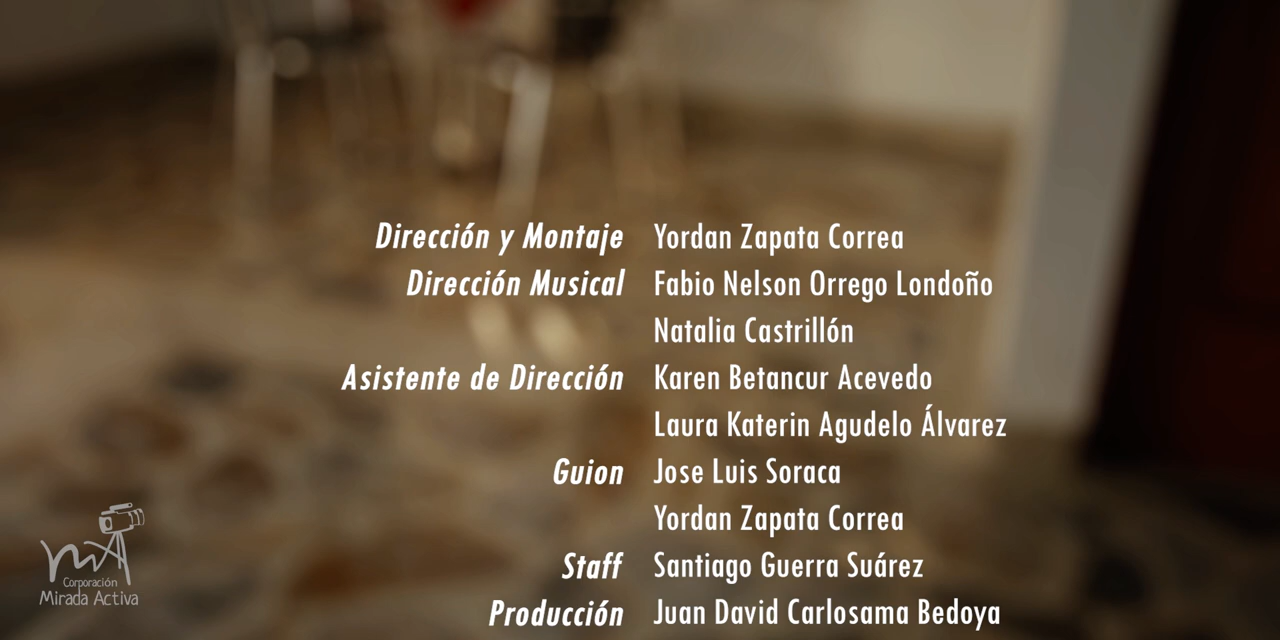 Dirección y Montaje Yordan Zapata Correa
Dirección Musical Fabio Nelson Orrego Londoño
Natalia Castrillón
Asistente de Dirección Karen Betancur Acevedo
Laura Katerin Agudelo Álvarez
Guion Jose Luis Soraca
Yordan Zapata Correa
Staff Santiago Guerra Suárez
Producción Juan David Carlosama Bedoya
mA
Corporación
Mirada Activa